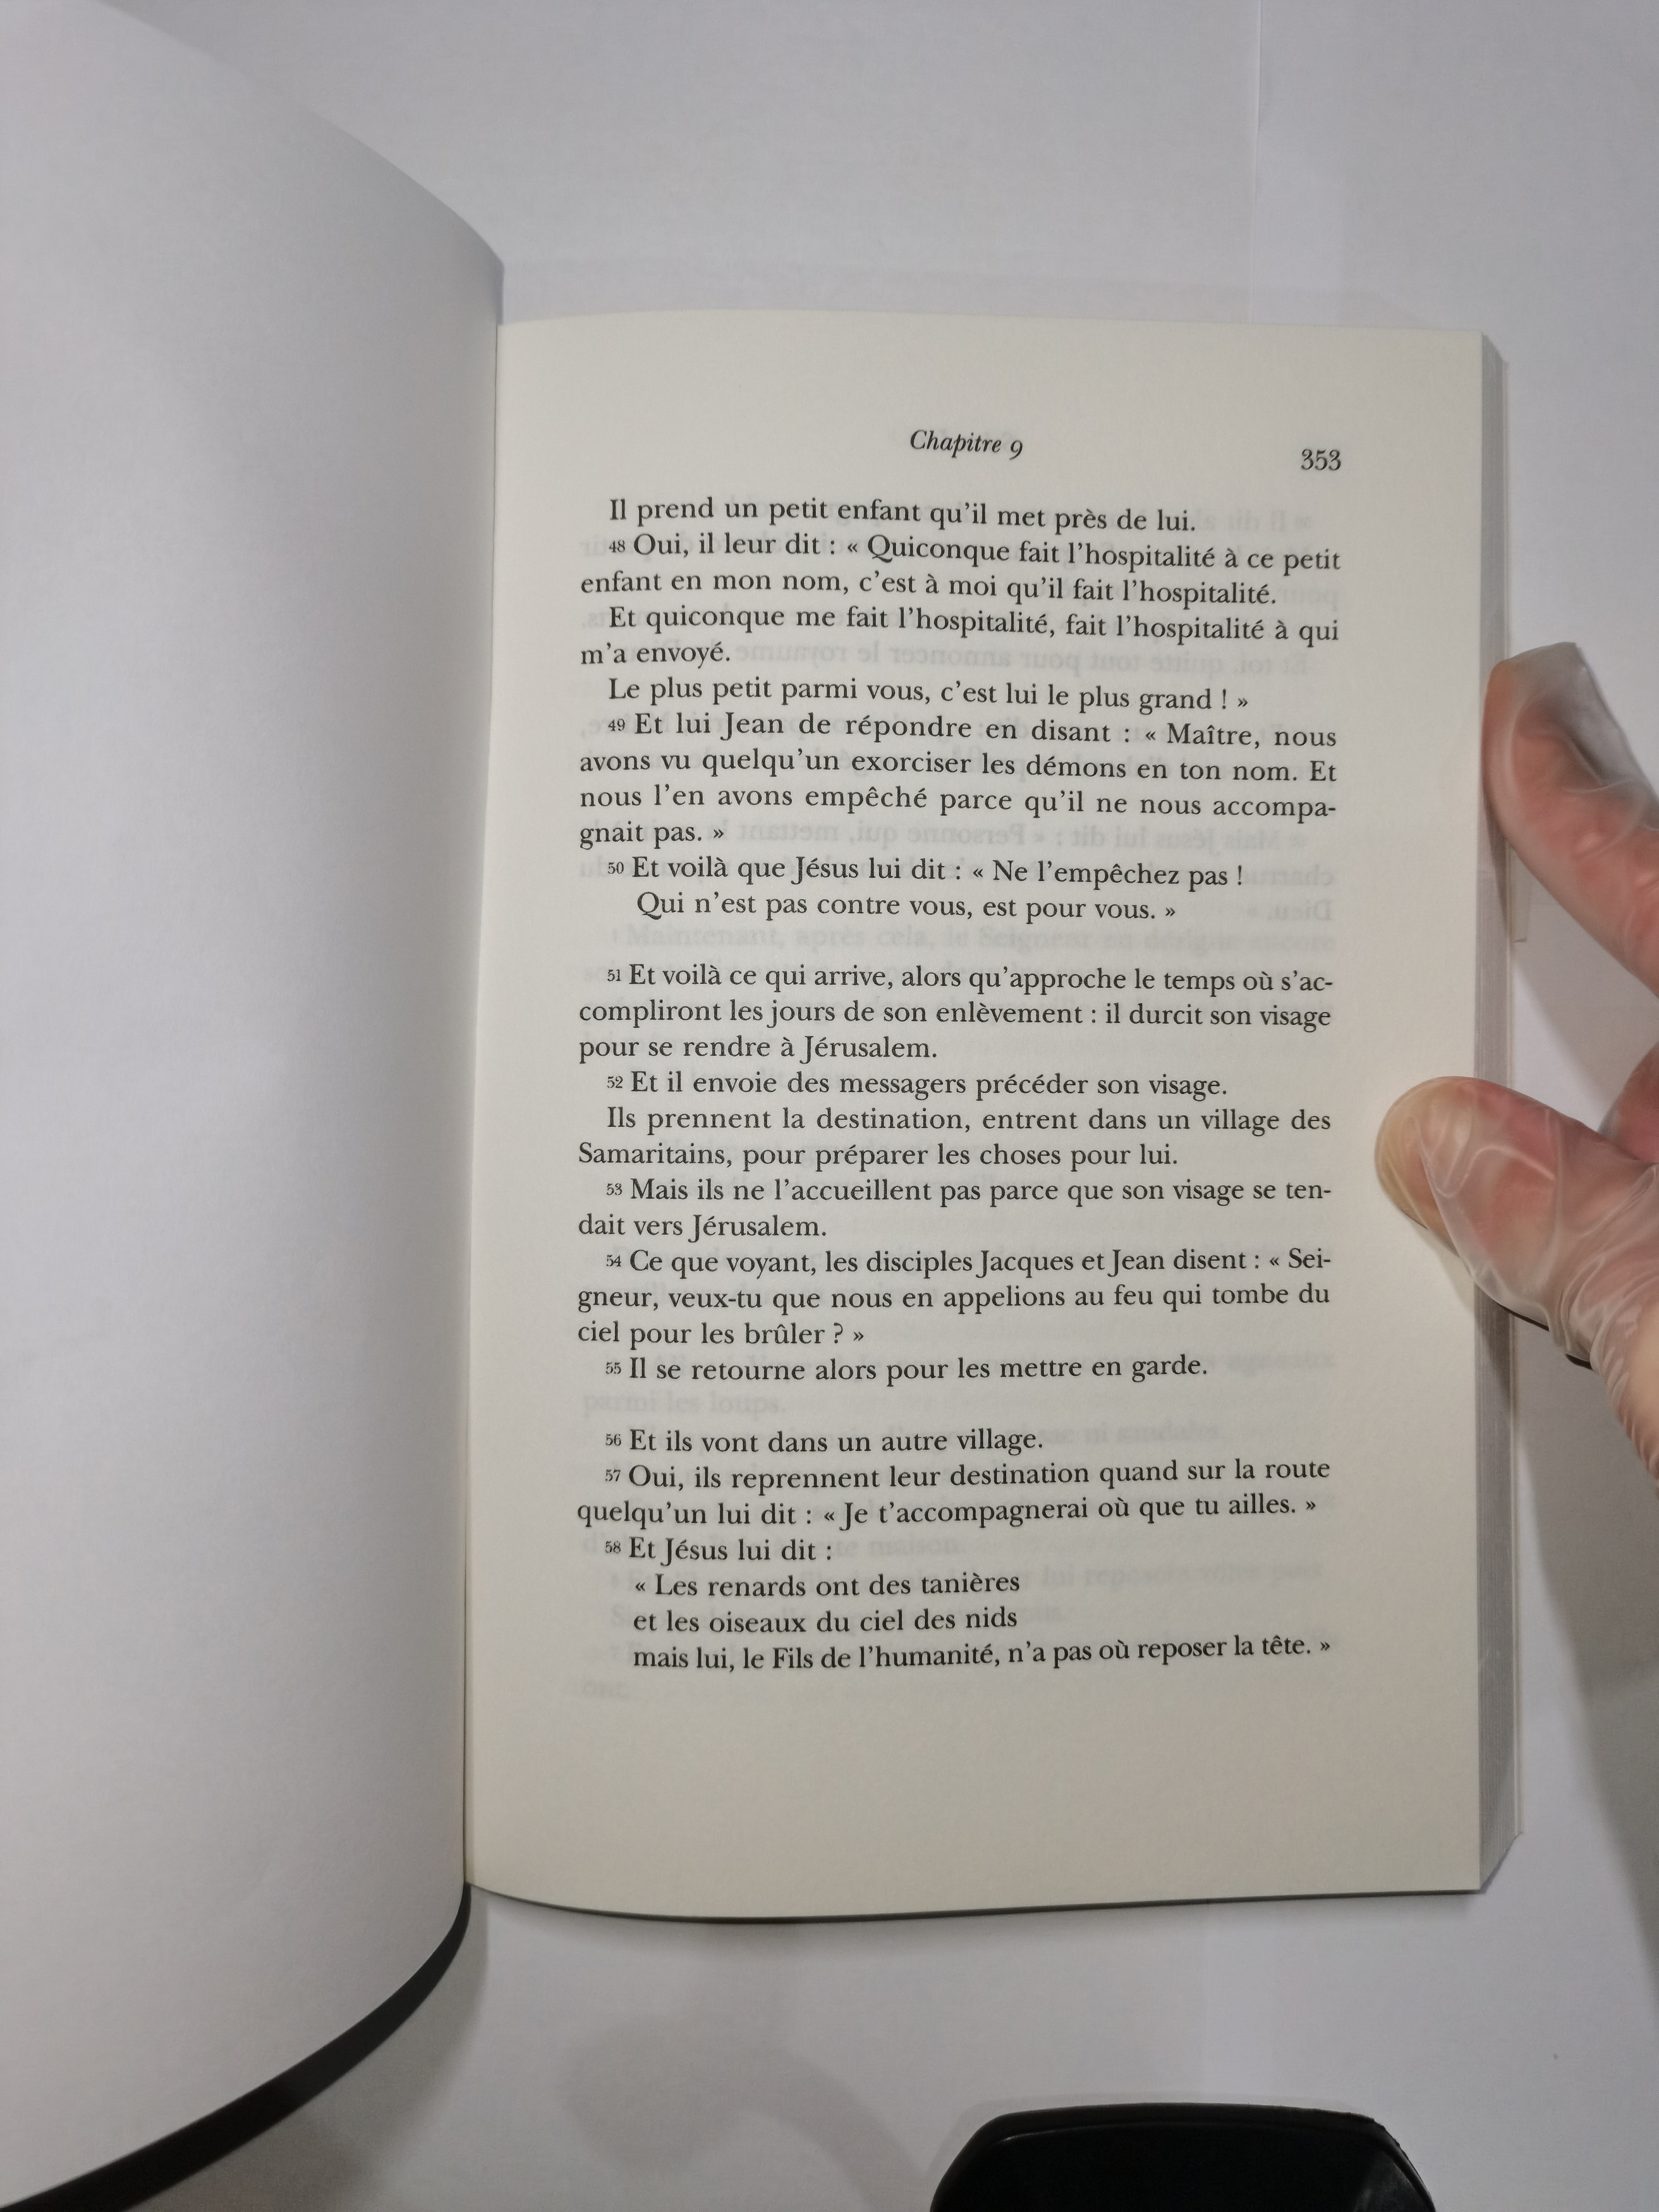 Chapitre 9
353
Il prend un petit enfant qu'il met près de lui.
48 Oui, il leur dit : « Quiconque fait l'hospitalité à ce petit
enfant en mon nom, c'est à moi qu'il fait l'hospitalité.
Et quiconque me fait l'hospitalité, fait l'hospitalité à qui
m'a envoyé.
Le plus petit parmi vous, c'est lui le plus grand ! »
49 Et lui Jean de répondre en disant : « Maître, nous
avons vu quelqu'un exorciser les démons en ton nom. Et
nous l'en avons empêché parce qu'il ne nous accompa-
gnait pas. »
50 Et voilà que Jésus lui dit : « Ne l'empêchez pas !
Qui n'est pas contre vous, est pour vous. »
51 Et voilà ce qui arrive, alors qu'approche le temps où s'ac-
compliront les jours de son enlèvement : il durcit son visage
pour se rendre à Jérusalem.
52 Et il envoie des messagers précéder son visage.
Ils prennent la destination, entrent dans un village des
Samaritains, pour préparer les choses pour lui.
53 Mais ils ne l'accueillent pas parce que son visage se ten-
dait vers Jérusalem.
54 Ce que voyant, les disciples Jacques et Jean disent : « Sei-
gneur, veux-tu que nous en appelions au feu qui tombe du
ciel pour les brûler ? »
55 Il se retourne alors pour les mettre en garde.
56 Et ils vont dans un autre village.
57 Oui, ils reprennent leur destination quand sur la route
quelqu'un lui dit : « Je t'accompagnerai où que tu ailles. »
58 Et Jésus lui dit :
« Les renards ont des tanières
et les oiseaux du ciel des nids
mais lui, le Fils de l'humanité, n'a pas où reposer la tête. »